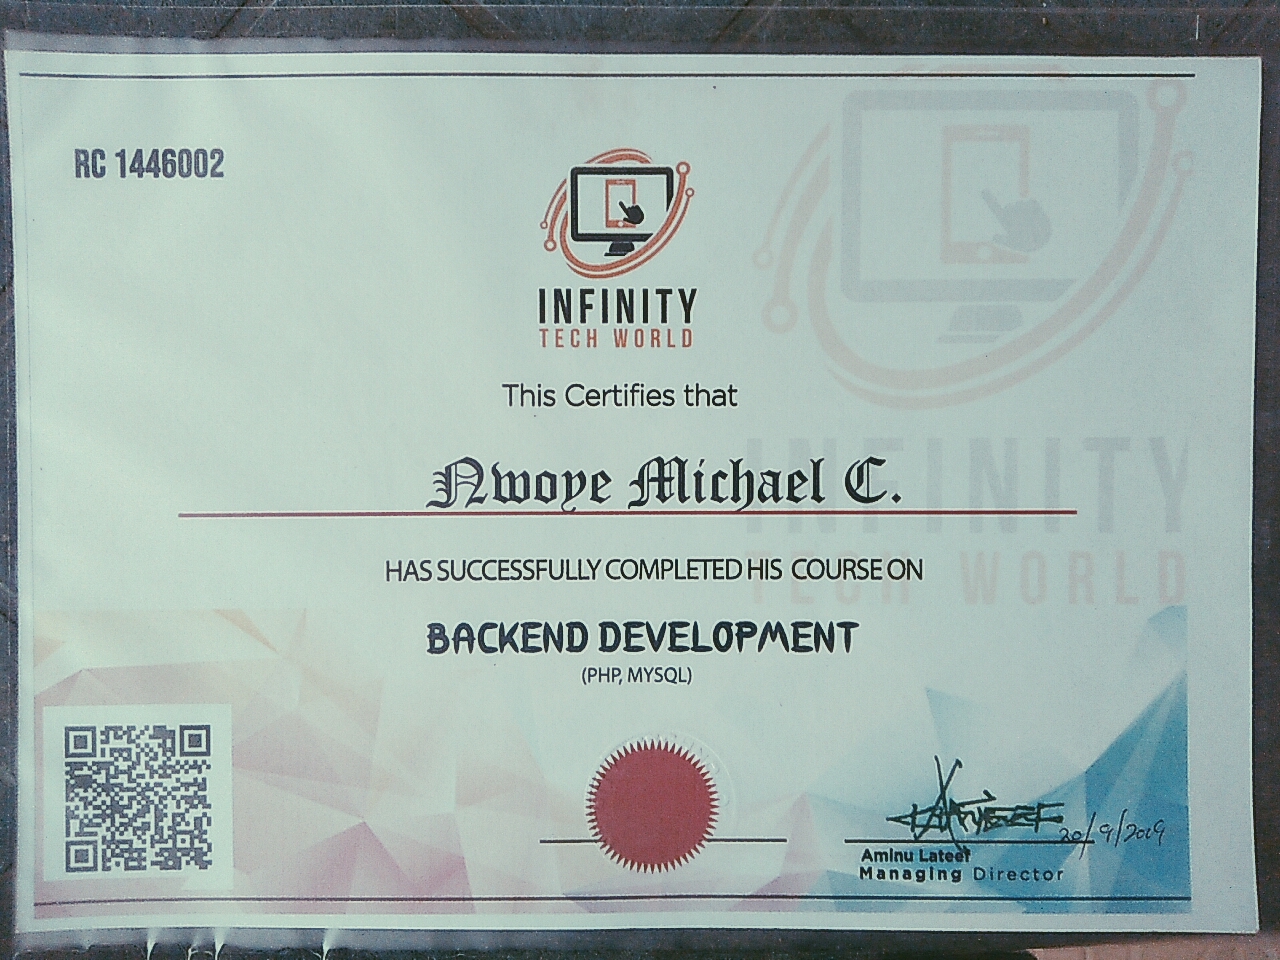 RC 1446002
INFINITY
TECH WORLD
This Certifies that
Nwoye Michael C.
HAS SUCCESSFULLY COMPLETED HIS COURSE ON
BACKEND DEVELOPMENT
(PHP, MYSQL)
INFINITY
TECH WORLD
20/9/2019
Aminu Lateef
Managing Director